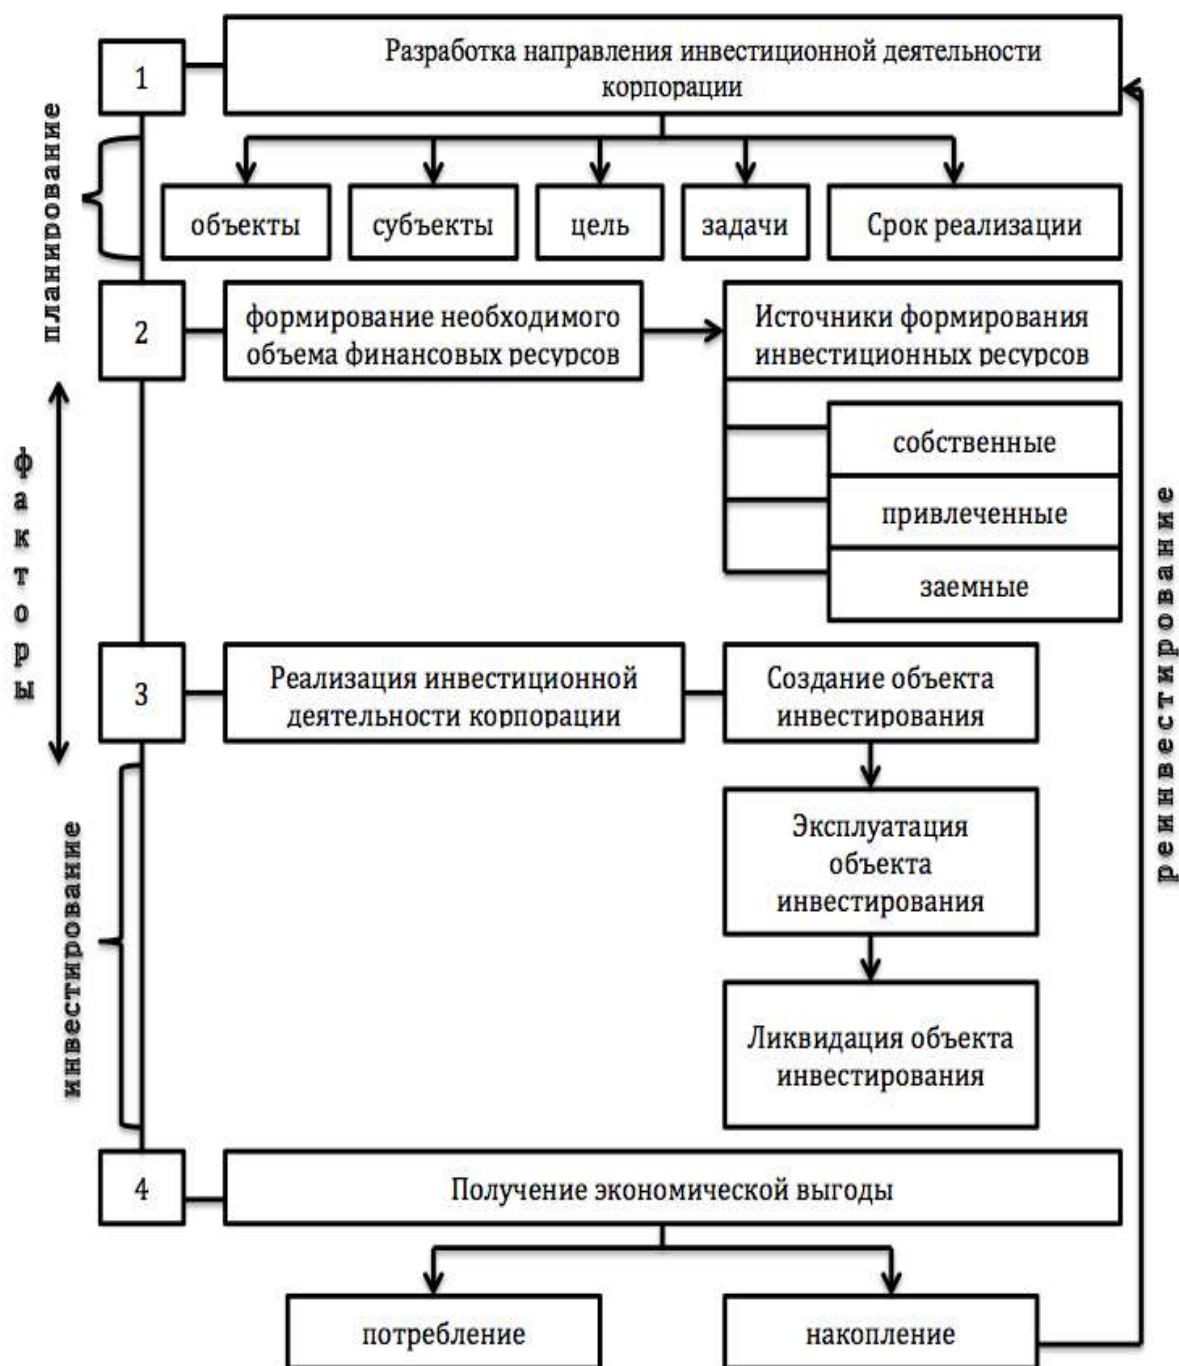 1
Разработка направления инвестиционной деятельности
корпорации
планирование
объекты
субъекты
цель
задачи
Срок реализации
2
формирование необходимого
объема финансовых ресурсов
Источники формирования
инвестиционных ресурсов
собственные
привлеченные
заемные
факторы
3
Реализация инвестиционной
деятельности корпорации
Создание объекта
инвестирования
Эксплуатация
объекта
инвестирования
Ликвидация объекта
инвестирования
инвестирование
реинвестирование
4
Получение экономической выгоды
потребление
накопление